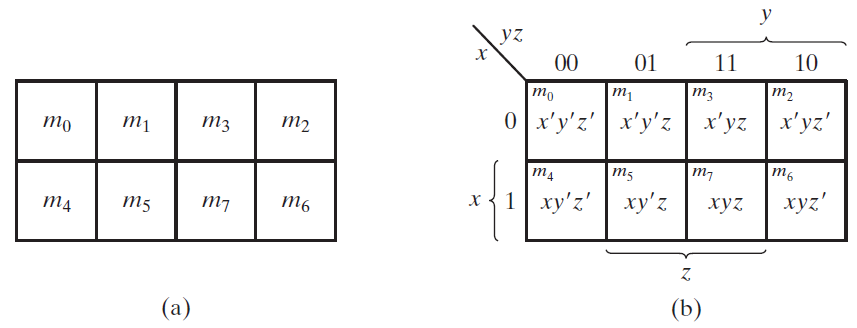 m0 m1 m3 m2
m4 m5 m7 m6
(a)
y
yz
x
00 01 11 10
m0 m1 m3 m2
0 x'y'z' x'y'z x'yz x'yz'
m4 m5 m7 m6
x 1 xy'z' xy'z xyz xyz'
z
(b)